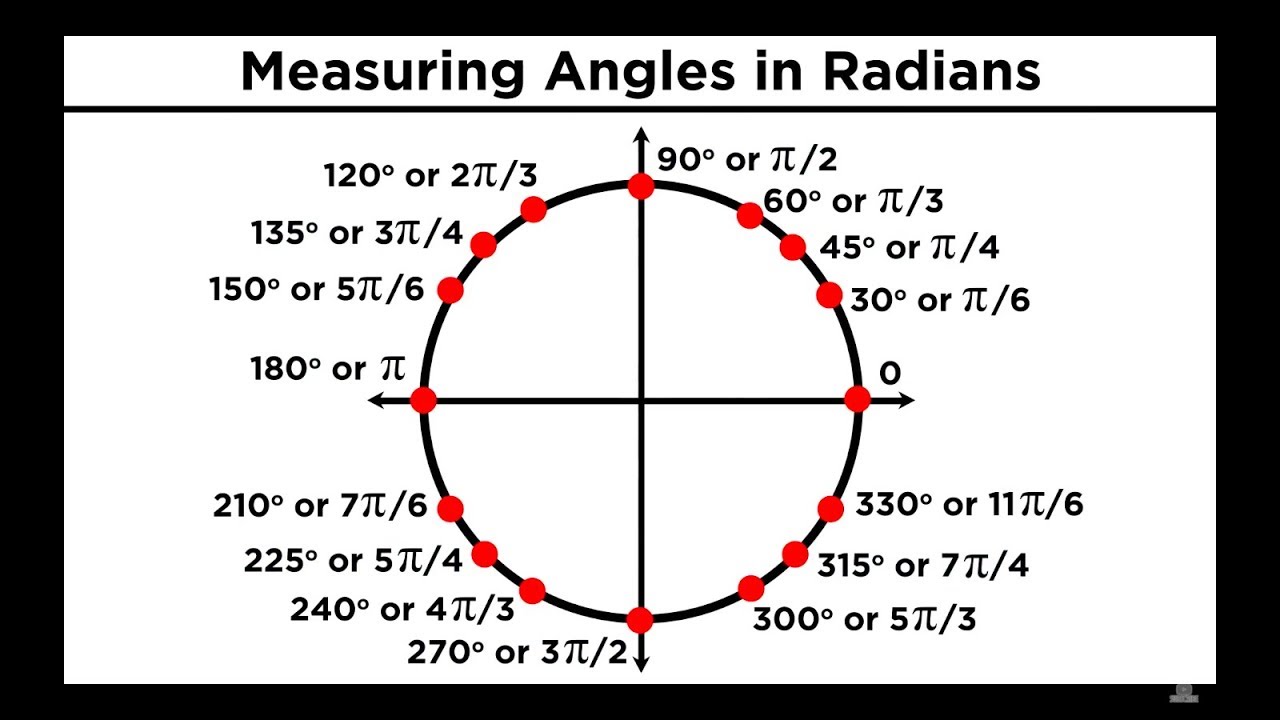 Measuring Angles in Radians
90° or π/2
120° or 2π/3
60° or π/3
135° or 3π/4
45° or π/4
150° or 5π/6
30° or π/6
180° or π
0
210° or 7π/6
330° or 11π/6
225° or 5π/4
315° or 7π/4
240° or 4π/3
300° or 5π/3
270° or 3π/2